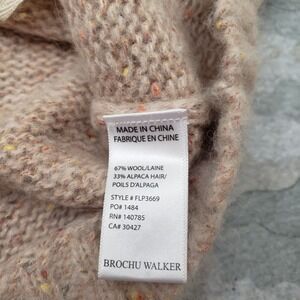 MADE IN CHINA
FABRIQUE EN CHINE
67% WOOL/LAINE
33% ALPACA HAIR/
POILS D'ALPAGA
STYLE # FLP3669
PO# 1484
RN# 140785
CA# 30427
BROCHU WALKER